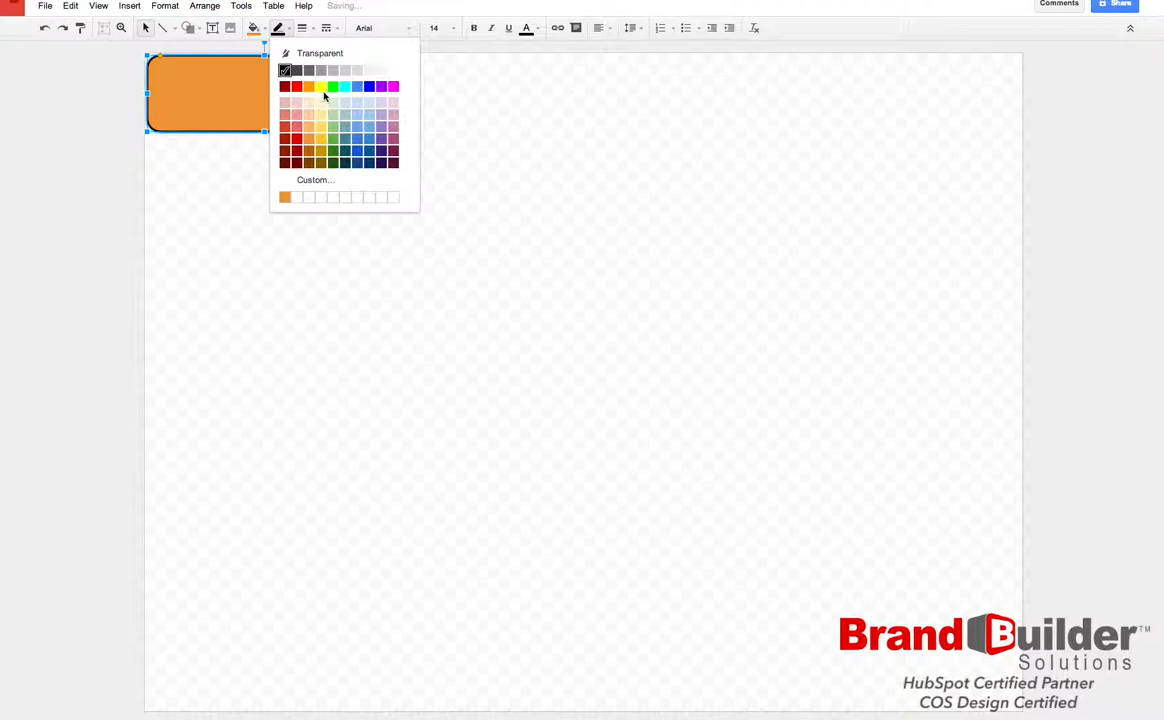 File Edit View Insert Format Arrange Tools Table Help Saving...
Comments
Share
Arial 14 B I U A
Transparent
Custom...
BrandBuilder™
Solutions
HubSpot Certified Partner
COS Design Certified